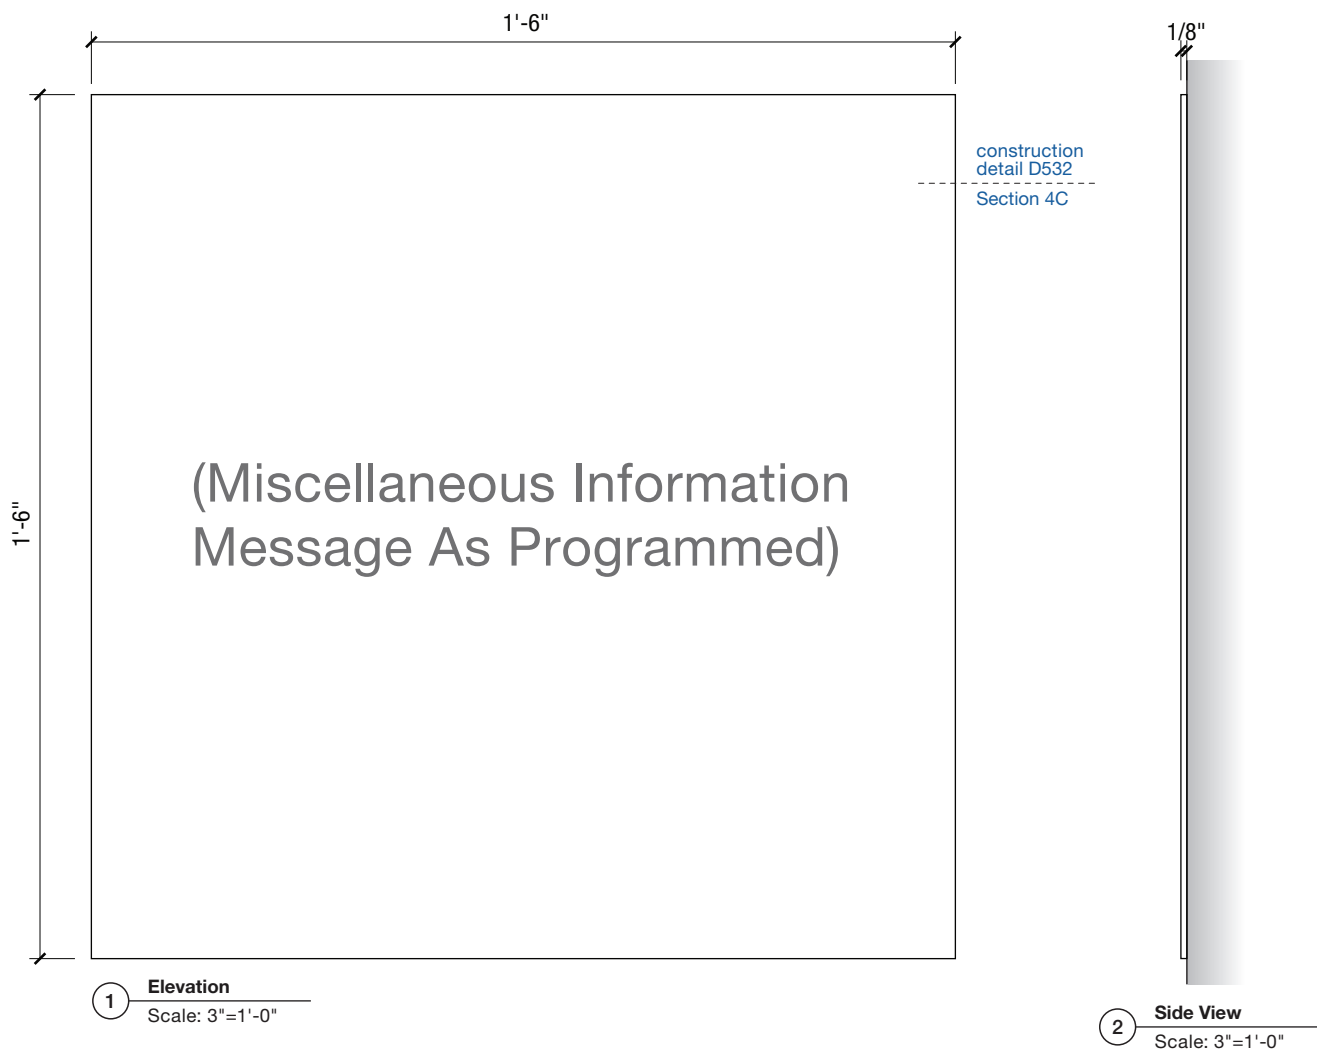 1'-6"
1/8"
construction
detail D532
Section 4C
1'-6"
(Miscellaneous Information
Message As Programmed)
1
Elevation
Scale: 3"=1'-0"
2
Side View
Scale: 3"=1'-0"